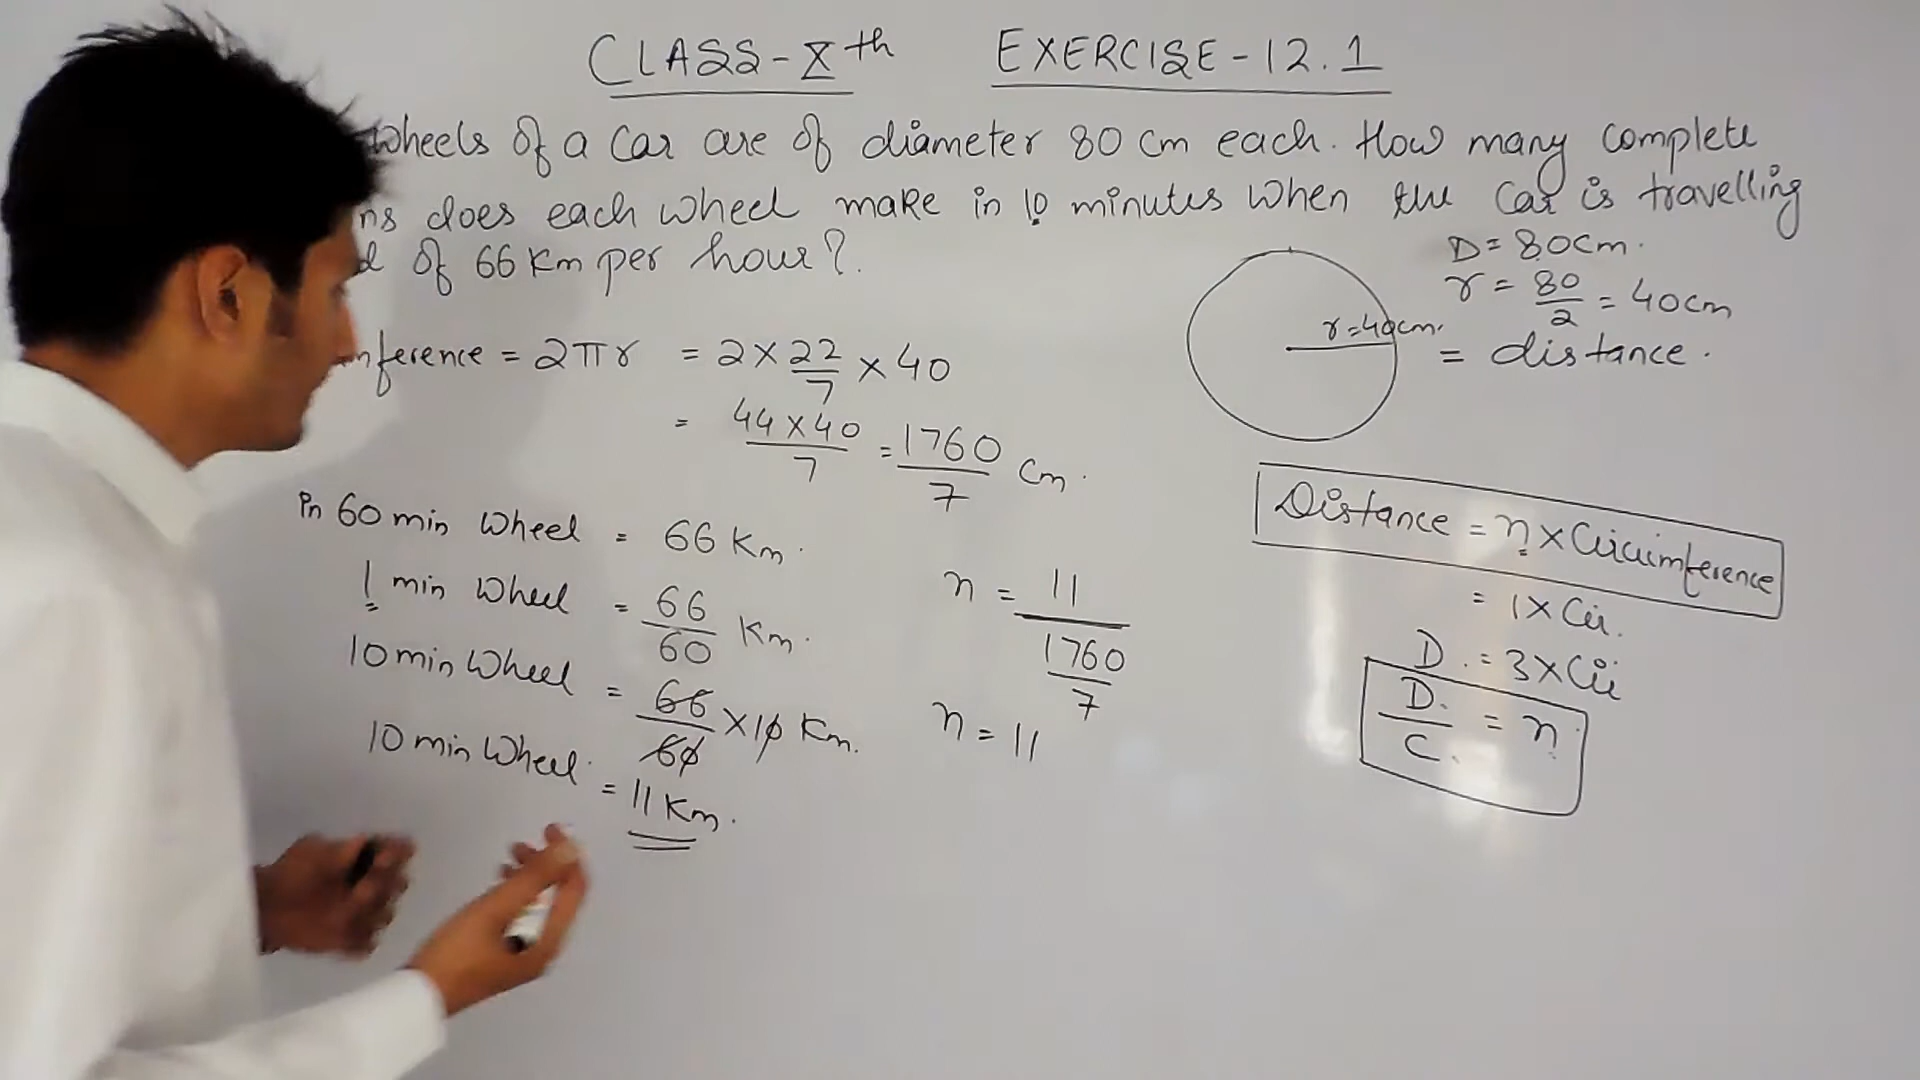 CLASS-Xth EXERCISE-12.1
wheels of a car are of diameter 80 cm each. How many complete
ns does each wheel make in 10 minutes when the car is travelling
d of 66 km per hour?
D = 80cm.
r = 80/2 = 40cm
r=40cm.
= distance.
nference = 2πr = 2 × 22/7 × 40
= 44×40/7 = 1760/7 cm.
in 60 min wheel = 66 Km.
1 min wheel = 66/60 Km.
10 min wheel = 66/60 × 10 Km.
10 min wheel = 11 Km.
n = 11/(1760/7)
n = 11
Distance = n × Circumference
= 1 × Cir.
D. = 3 × Cir
D./C. = n.